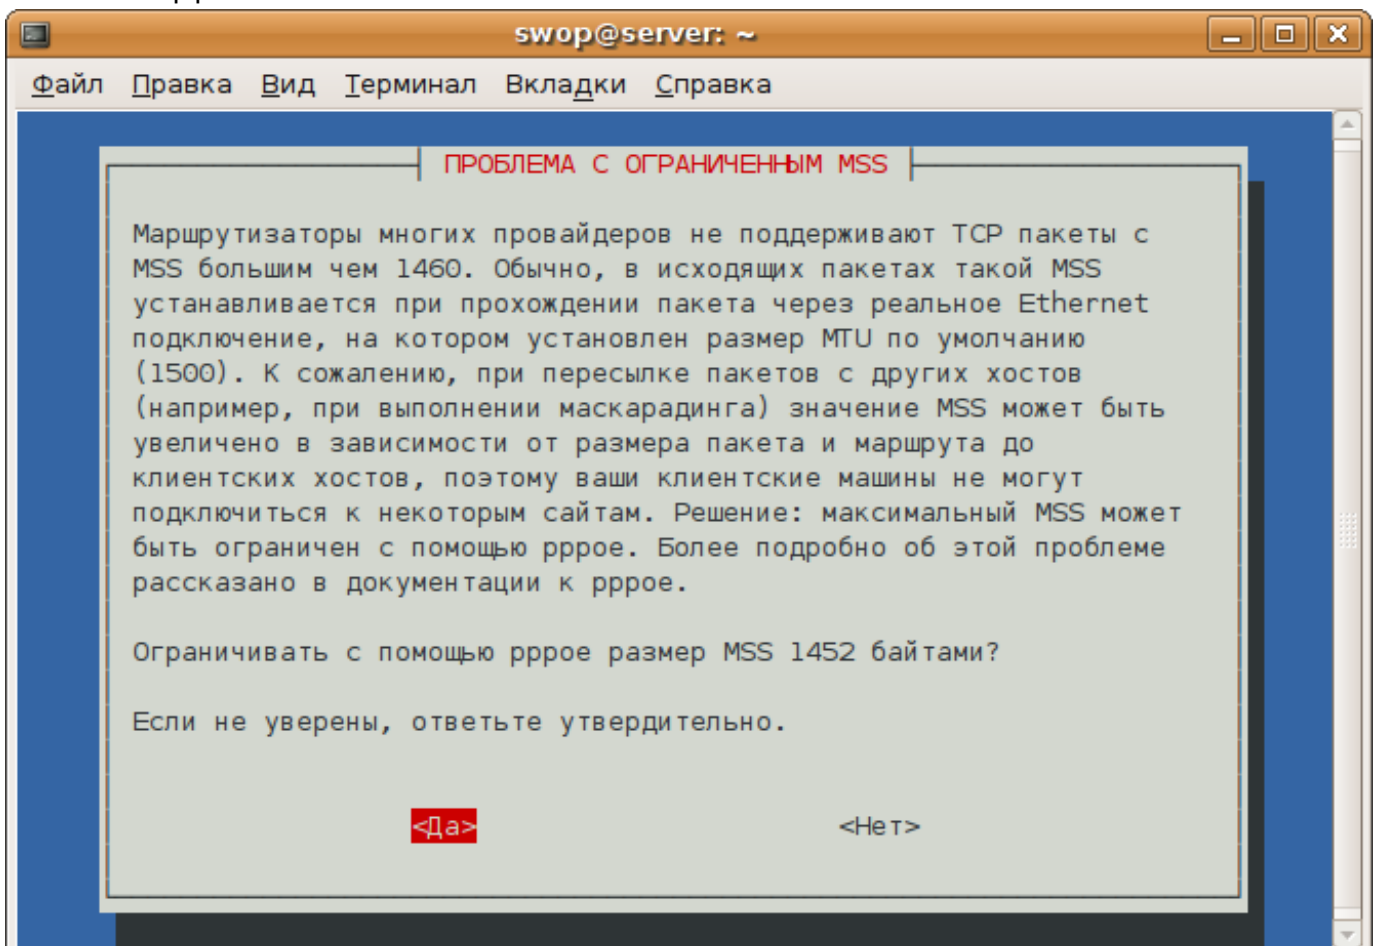 swop@server: ~
Файл Правка Вид Терминал Вкладки Справка
ПРОБЛЕМА С ОГРАНИЧЕННЫМ MSS
Маршрутизаторы многих провайдеров не поддерживают TCP пакеты с
MSS большим чем 1460. Обычно, в исходящих пакетах такой MSS
устанавливается при прохождении пакета через реальное Ethernet
подключение, на котором установлен размер MTU по умолчанию
(1500). К сожалению, при пересылке пакетов с других хостов
(например, при выполнении маскарадинга) значение MSS может быть
увеличено в зависимости от размера пакета и маршрута до
клиентских хостов, поэтому ваши клиентские машины не могут
подключиться к некоторым сайтам. Решение: максимальный MSS может
быть ограничен с помощью pppoe. Более подробно об этой проблеме
рассказано в документации к pppoe.
Ограничивать с помощью pppoe размер MSS 1452 байтами?
Если не уверены, ответьте утвердительно.
<Да> <Нет>